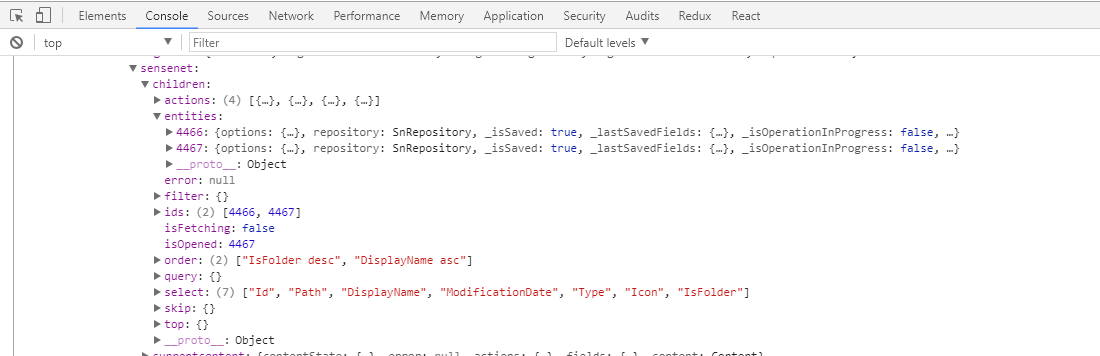 Elements Console Sources Network Performance Memory Application Security Audits Redux React
top Filter Default levels
sensenet:
children:
actions: (4) [{…}, {…}, {…}, {…}]
entities:
4466: {options: {…}, repository: SnRepository, _isSaved: true, _lastSavedFields: {…}, _isOperationInProgress: false, …}
4467: {options: {…}, repository: SnRepository, _isSaved: true, _lastSavedFields: {…}, _isOperationInProgress: false, …}
__proto__: Object
error: null
filter: {}
ids: (2) [4466, 4467]
isFetching: false
isOpened: 4467
order: (2) ["IsFolder desc", "DisplayName asc"]
query: {}
select: (7) ["Id", "Path", "DisplayName", "ModificationDate", "Type", "Icon", "IsFolder"]
skip: {}
top: {}
__proto__: Object
currentcontent: {contentState: {…}, error: null, actions: {…}, fields: {…}, content: Content}